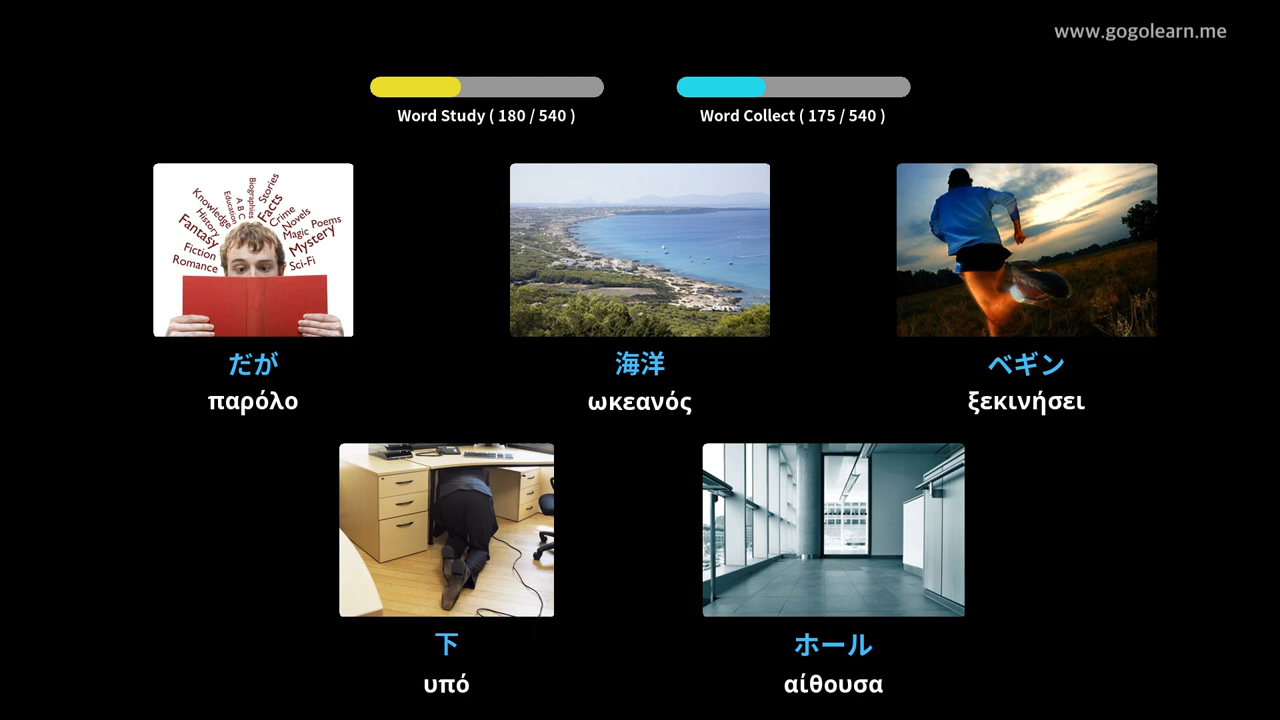 www.gogolearn.me
Word Study ( 180 / 540 )
Word Collect ( 175 / 540 )
Knowledge
History
Education
A B C
Biographies
Stories
Facts
Crime
Novels
Magic
Poems
Fantasy
Mystery
Fiction
Sci-Fi
Romance
だが
παρόλο
海洋
ωκεανός
ベギン
ξεκινήσει
下
υπό
ホール
αίθουσα